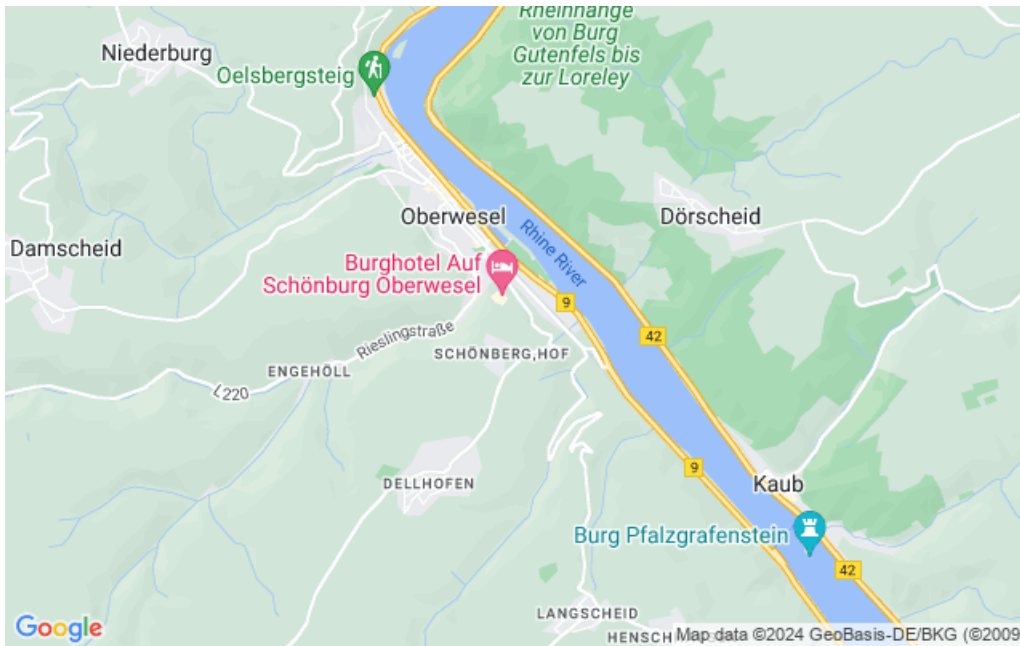 Rheinhänge
von Burg
Gutenfels bis
zur Loreley
Niederburg
Oelsbergsteig
Oberwesel
Dörscheid
Damscheid
Rhine River
Burghotel Auf
Schönburg Oberwesel
9
42
Rieslingstraße
SCHÖNBERG,HOF
ENGEHÖLL
L220
9
Kaub
DELLHOFEN
Burg Pfalzgrafenstein
42
LANGSCHEID
Google
Map data ©2024 GeoBasis-DE/BKG (©2009